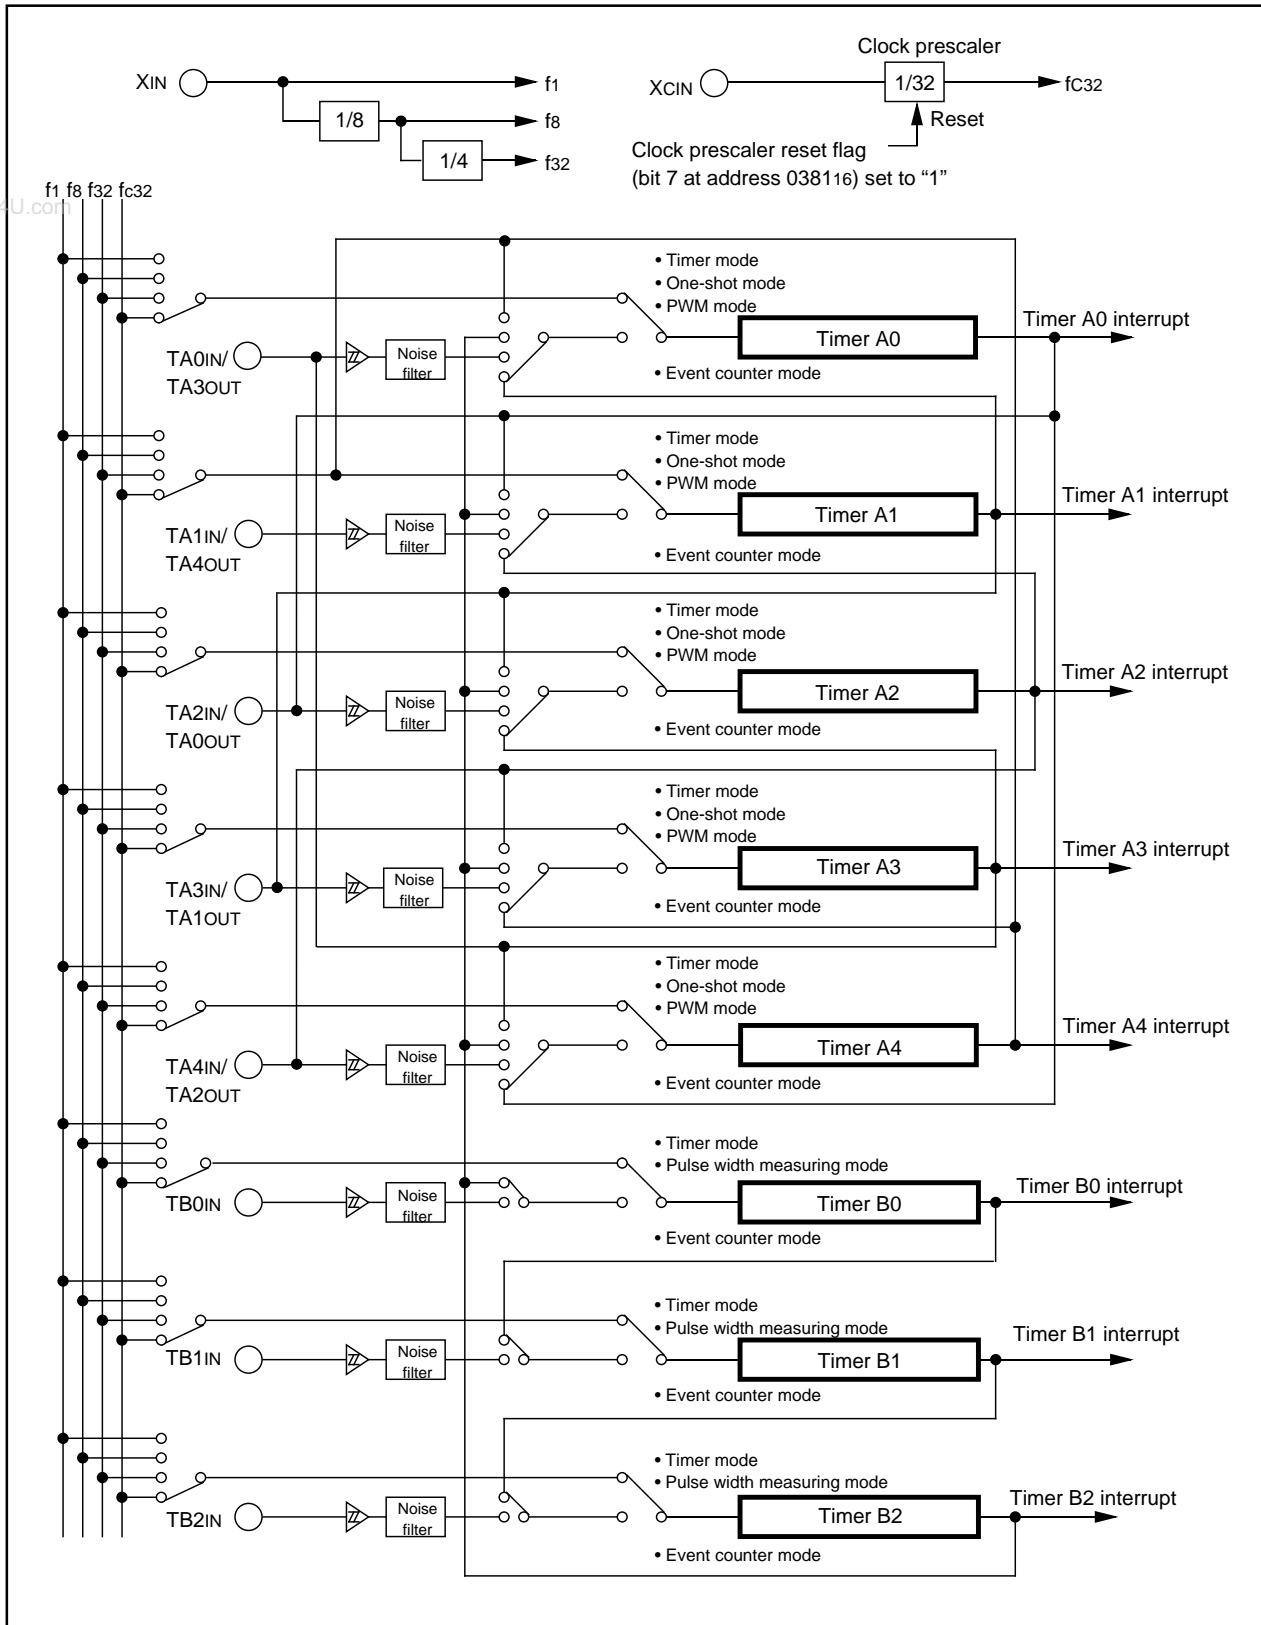 Clock prescaler
XIN
f1
XCIN
1/32
fC32
1/8
f8
Reset
1/4
f32
Clock prescaler reset flag
(bit 7 at address 038116) set to “1”
f1 f8 f32 fC32
4U.com
• Timer mode
• One-shot mode
• PWM mode
Timer A0
Timer A0 interrupt
TA0IN/
TA3OUT
Noise
filter
• Event counter mode
• Timer mode
• One-shot mode
• PWM mode
Timer A1
Timer A1 interrupt
TA1IN/
TA4OUT
Noise
filter
• Event counter mode
• Timer mode
• One-shot mode
• PWM mode
Timer A2
Timer A2 interrupt
TA2IN/
TA0OUT
Noise
filter
• Event counter mode
• Timer mode
• One-shot mode
• PWM mode
Timer A3
Timer A3 interrupt
TA3IN/
TA1OUT
Noise
filter
• Event counter mode
• Timer mode
• One-shot mode
• PWM mode
Timer A4
Timer A4 interrupt
TA4IN/
TA2OUT
Noise
filter
• Event counter mode
• Timer mode
• Pulse width measuring mode
Timer B0
Timer B0 interrupt
TB0IN
Noise
filter
• Event counter mode
• Timer mode
• Pulse width measuring mode
Timer B1
Timer B1 interrupt
TB1IN
Noise
filter
• Event counter mode
• Timer mode
• Pulse width measuring mode
Timer B2
Timer B2 interrupt
TB2IN
Noise
filter
• Event counter mode